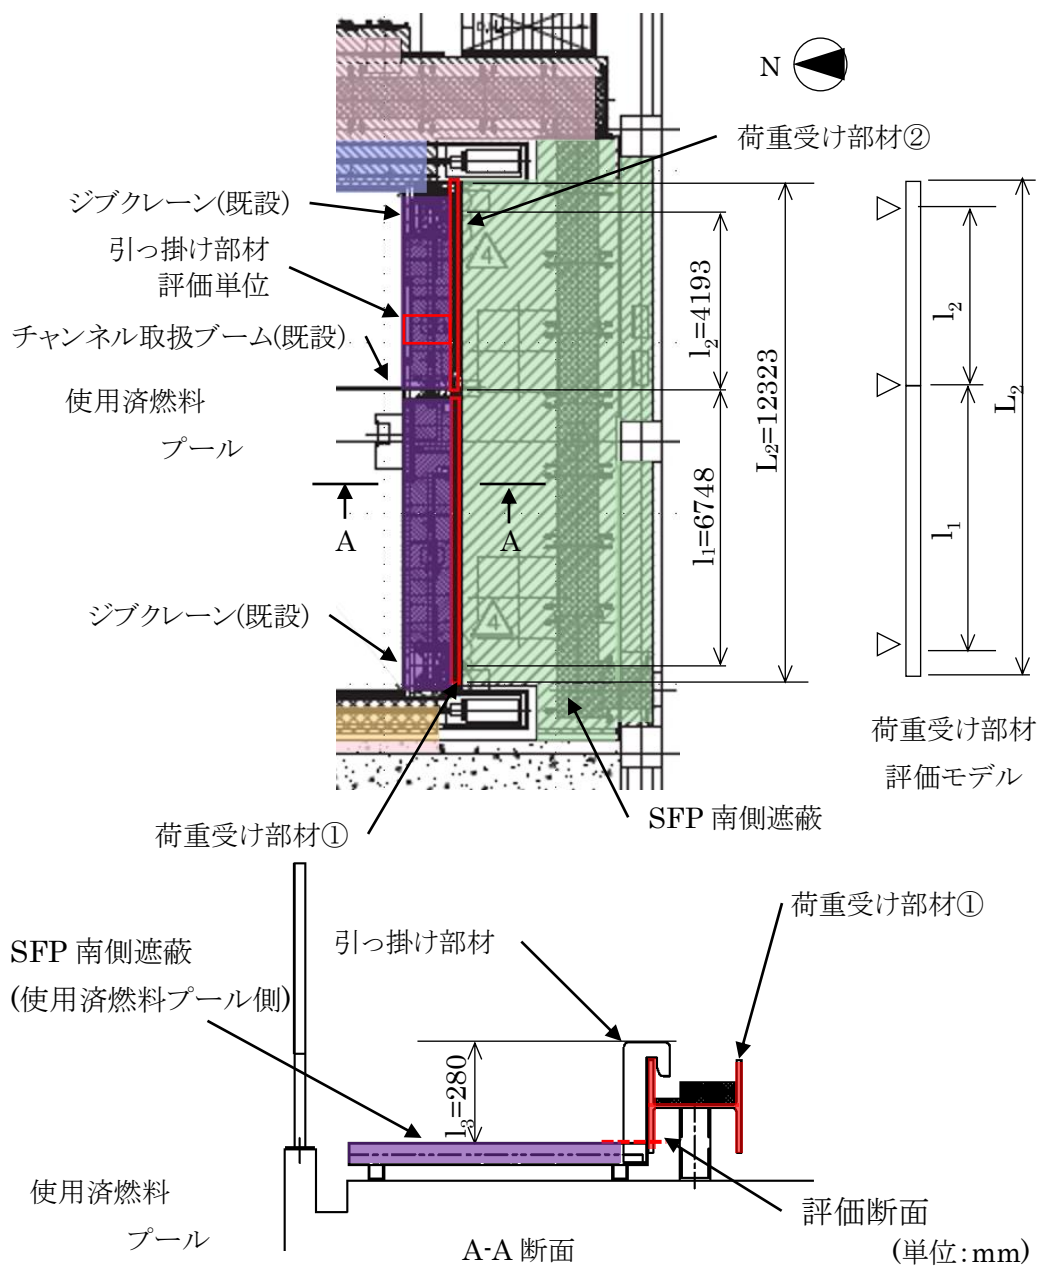 N
荷重受け部材②
ジブクレーン(既設)
引っ掛け部材
評価単位
チャンネル取扱ブーム(既設)
使用済燃料
プール
4
l₂=4193
L₂=12323
l₁=6748
l₂
L₂
l₁
A
A
ジブクレーン(既設)
4
荷重受け部材
評価モデル
SFP 南側遮蔽
荷重受け部材①
荷重受け部材①
引っ掛け部材
SFP 南側遮蔽
(使用済燃料プール側)
l₃=280
使用済燃料
プール
評価断面
A-A 断面
(単位:mm)